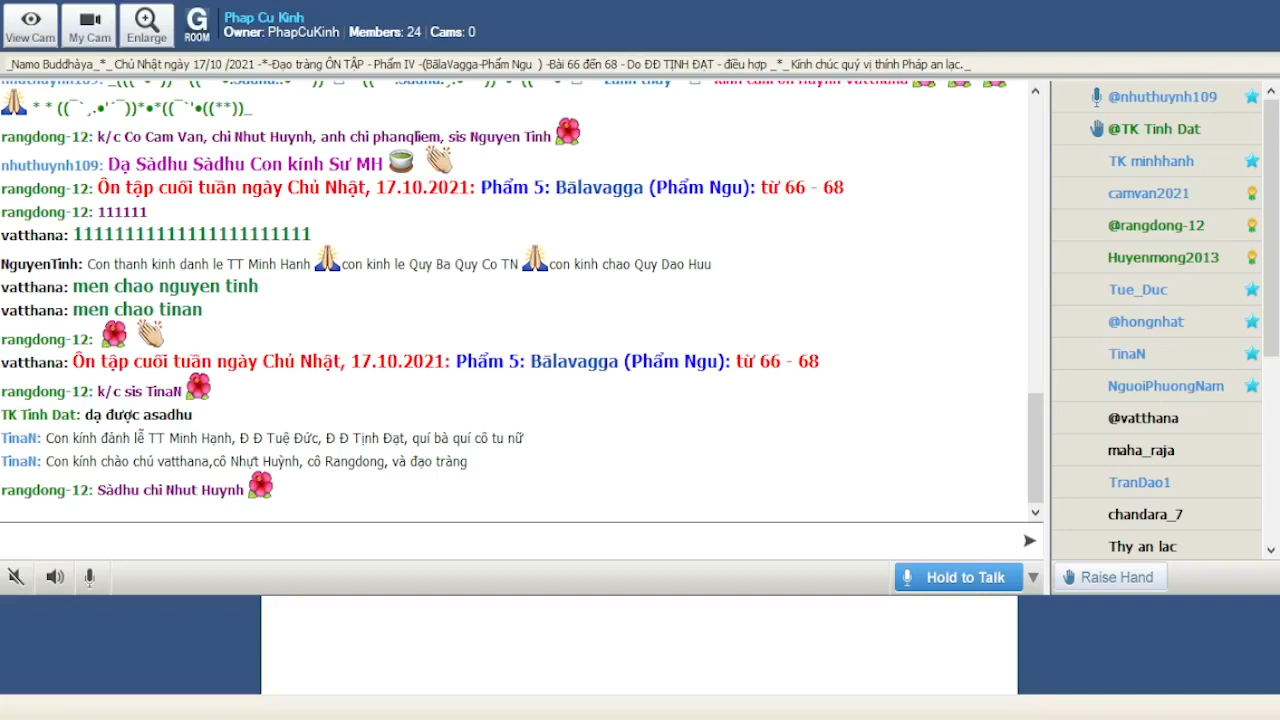 View Cam
My Cam
Enlarge
G
ROOM
Phap Cu Kinh
Owner: PhapCuKinh | Members: 24 | Cams: 0
_Namo Buddhàya_*_ Chủ Nhật ngày 17/10 /2021 -*-Đạo tràng ÔN TẬP - Phẩm IV -(BālaVagga-Phẩm Ngu ) -Bài 66 đến 68 - Do ĐĐ TỊNH ĐẠT - điều hợp _*_ Kính chúc quý vị thính Pháp an lạc._
rangdong-12: k/c Co Cam Van, chi Nhut Huynh, anh chi phanqliem, sis Nguyen Tinh
nhuthuynh109: Dạ Sàdhu Sàdhu Con kính Sư MH
rangdong-12: Ôn tập cuối tuần ngày Chủ Nhật, 17.10.2021: Phẩm 5: Bālavagga (Phẩm Ngu): từ 66 - 68
rangdong-12: 111111
vatthana: 11111111111111111111111
NguyenTinh: Con thanh kinh danh le TT Minh Hanh con kinh le Quy Ba Quy Co TN con kinh chao Quy Dao Huu
vatthana: men chao nguyen tinh
vatthana: men chao tinan
rangdong-12:
vatthana: Ôn tập cuối tuần ngày Chủ Nhật, 17.10.2021: Phẩm 5: Bālavagga (Phẩm Ngu): từ 66 - 68
rangdong-12: k/c sis TinaN
TK Tinh Dat: dạ được asadhu
TinaN: Con kính đảnh lễ TT Minh Hạnh, Đ Đ Tuệ Đức, Đ Đ Tịnh Đạt, quí bà quí cô tu nữ
TinaN: Con kính chào chú vatthana,cô Nhựt Huỳnh, cô Rangdong, và đạo tràng
rangdong-12: Sàdhu chi Nhut Huynh
Hold to Talk
@nhuthuynh109
@TK Tinh Dat
TK minhhanh
camvan2021
@rangdong-12
Huyenmong2013
Tue_Duc
@hongnhat
TinaN
NguoiPhuongNam
@vatthana
maha_raja
TranDao1
chandara_7
Thy an lac
Raise Hand